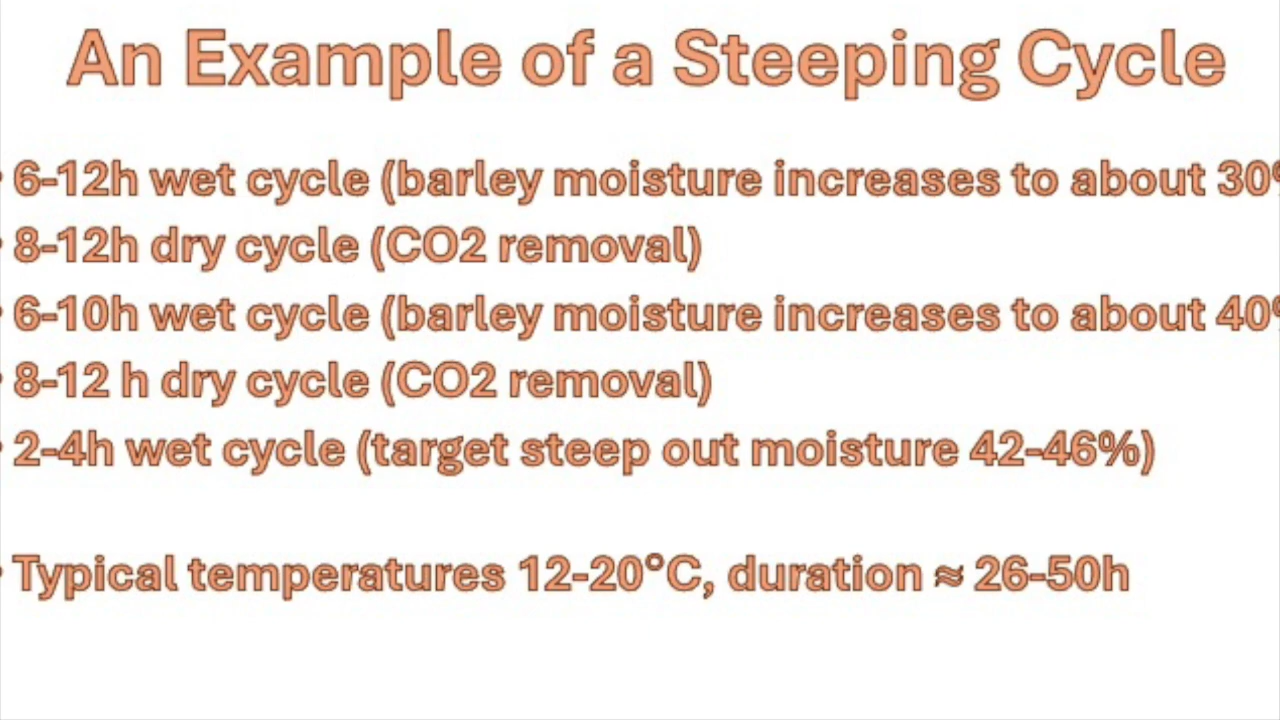 An Example of a Steeping Cycle
• 6-12h wet cycle (barley moisture increases to about 30%
• 8-12h dry cycle (CO2 removal)
• 6-10h wet cycle (barley moisture increases to about 40%
• 8-12 h dry cycle (CO2 removal)
• 2-4h wet cycle (target steep out moisture 42-46%)
• Typical temperatures 12-20°C, duration ≈ 26-50h